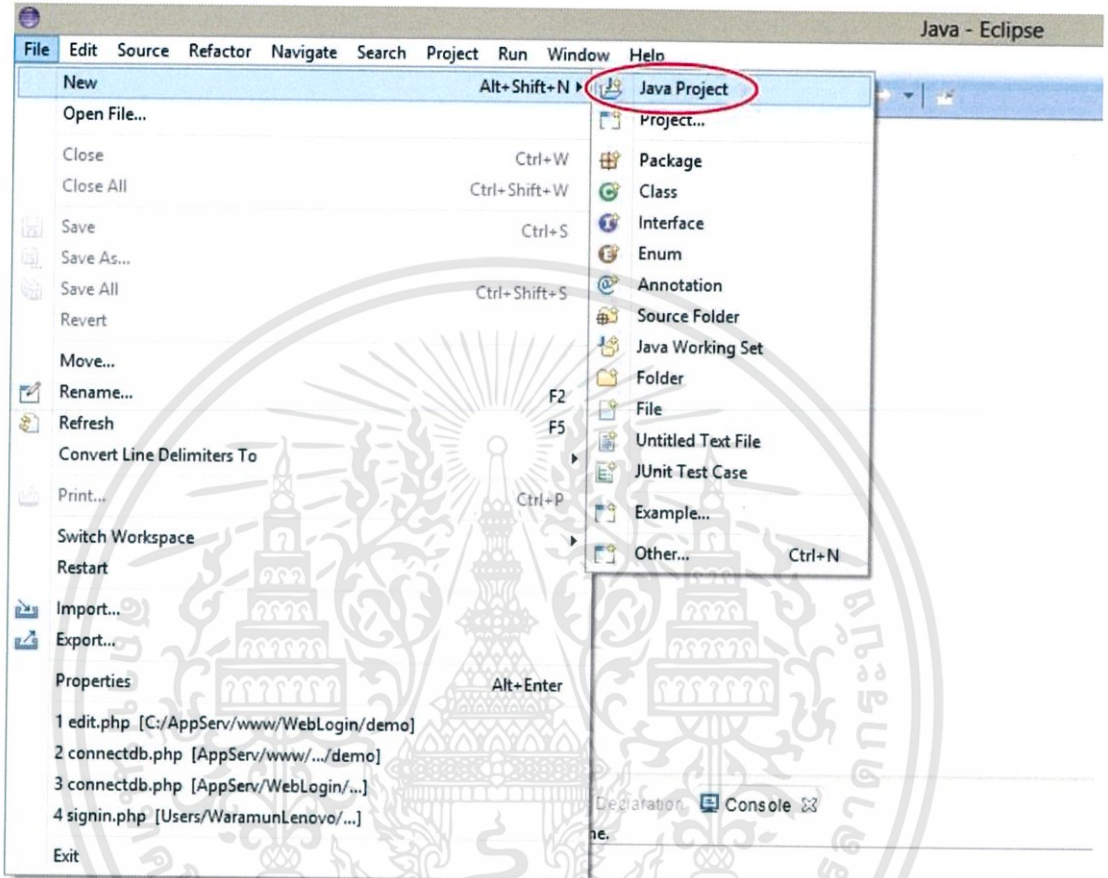 Java - Eclipse
File Edit Source Refactor Navigate Search Project Run Window Help
New Alt+Shift+N
Open File...
Close Ctrl+W
Close All Ctrl+Shift+W
Save Ctrl+S
Save As...
Save All Ctrl+Shift+S
Revert
Move...
Rename... F2
Refresh F5
Convert Line Delimiters To
Print... Ctrl+P
Switch Workspace
Restart
Import...
Export...
Properties Alt+Enter
1 edit.php [C:/AppServ/www/WebLogin/demo]
2 connectdb.php [AppServ/www/.../demo]
3 connectdb.php [AppServ/WebLogin/...]
4 signin.php [Users/WaramunLenovo/...]
Exit
Java Project
Project...
Package
Class
Interface
Enum
Annotation
Source Folder
Java Working Set
Folder
File
Untitled Text File
JUnit Test Case
Example...
Other... Ctrl+N
Declaration Console